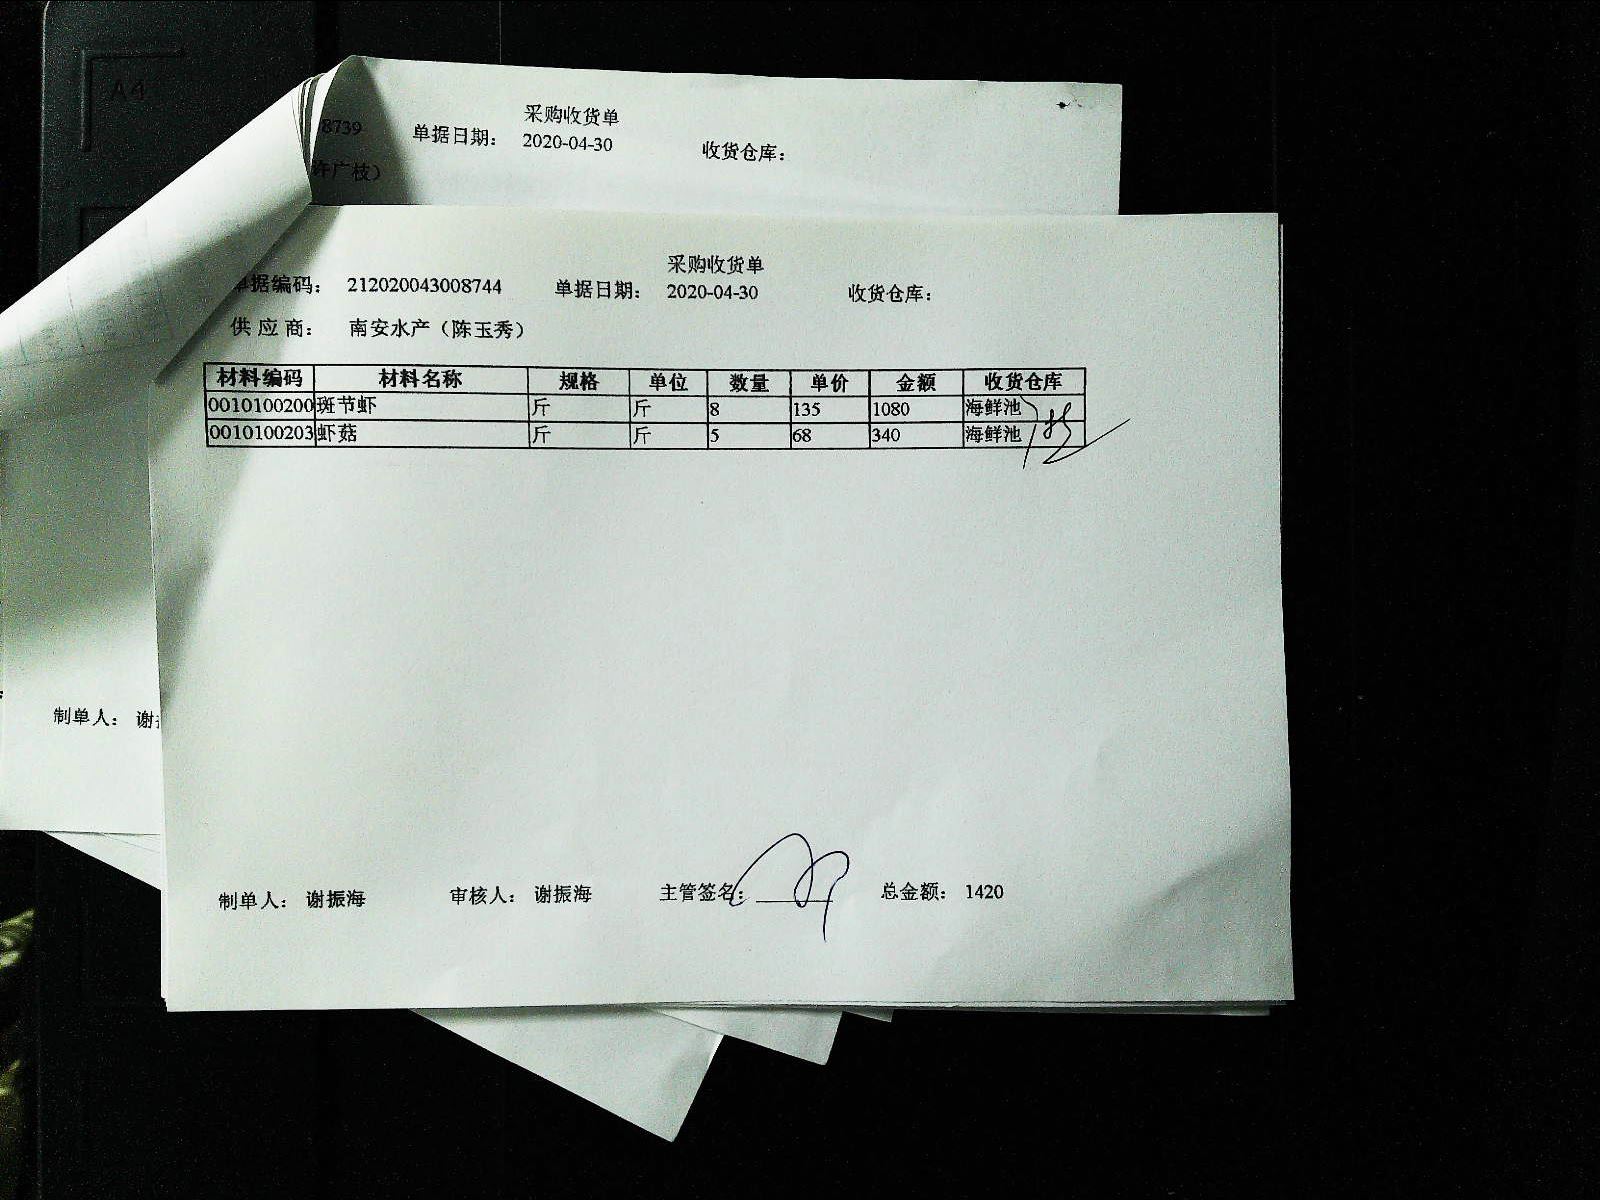 A4
采购收货单
8739 单据日期： 2020-04-30 收货仓库：
许广枝）
采购收货单
单据编码： 212020043008744 单据日期： 2020-04-30 收货仓库：
供应商： 南安水产（陈玉秀）
材料编码 材料名称 规格 单位 数量 单价 金额 收货仓库
0010100200 斑节虾 斤 斤 8 135 1080 海鲜池
0010100203 虾菇 斤 斤 5 68 340 海鲜池
制单人： 谢
制单人： 谢振海 审核人： 谢振海 主管签名： 总金额： 1420